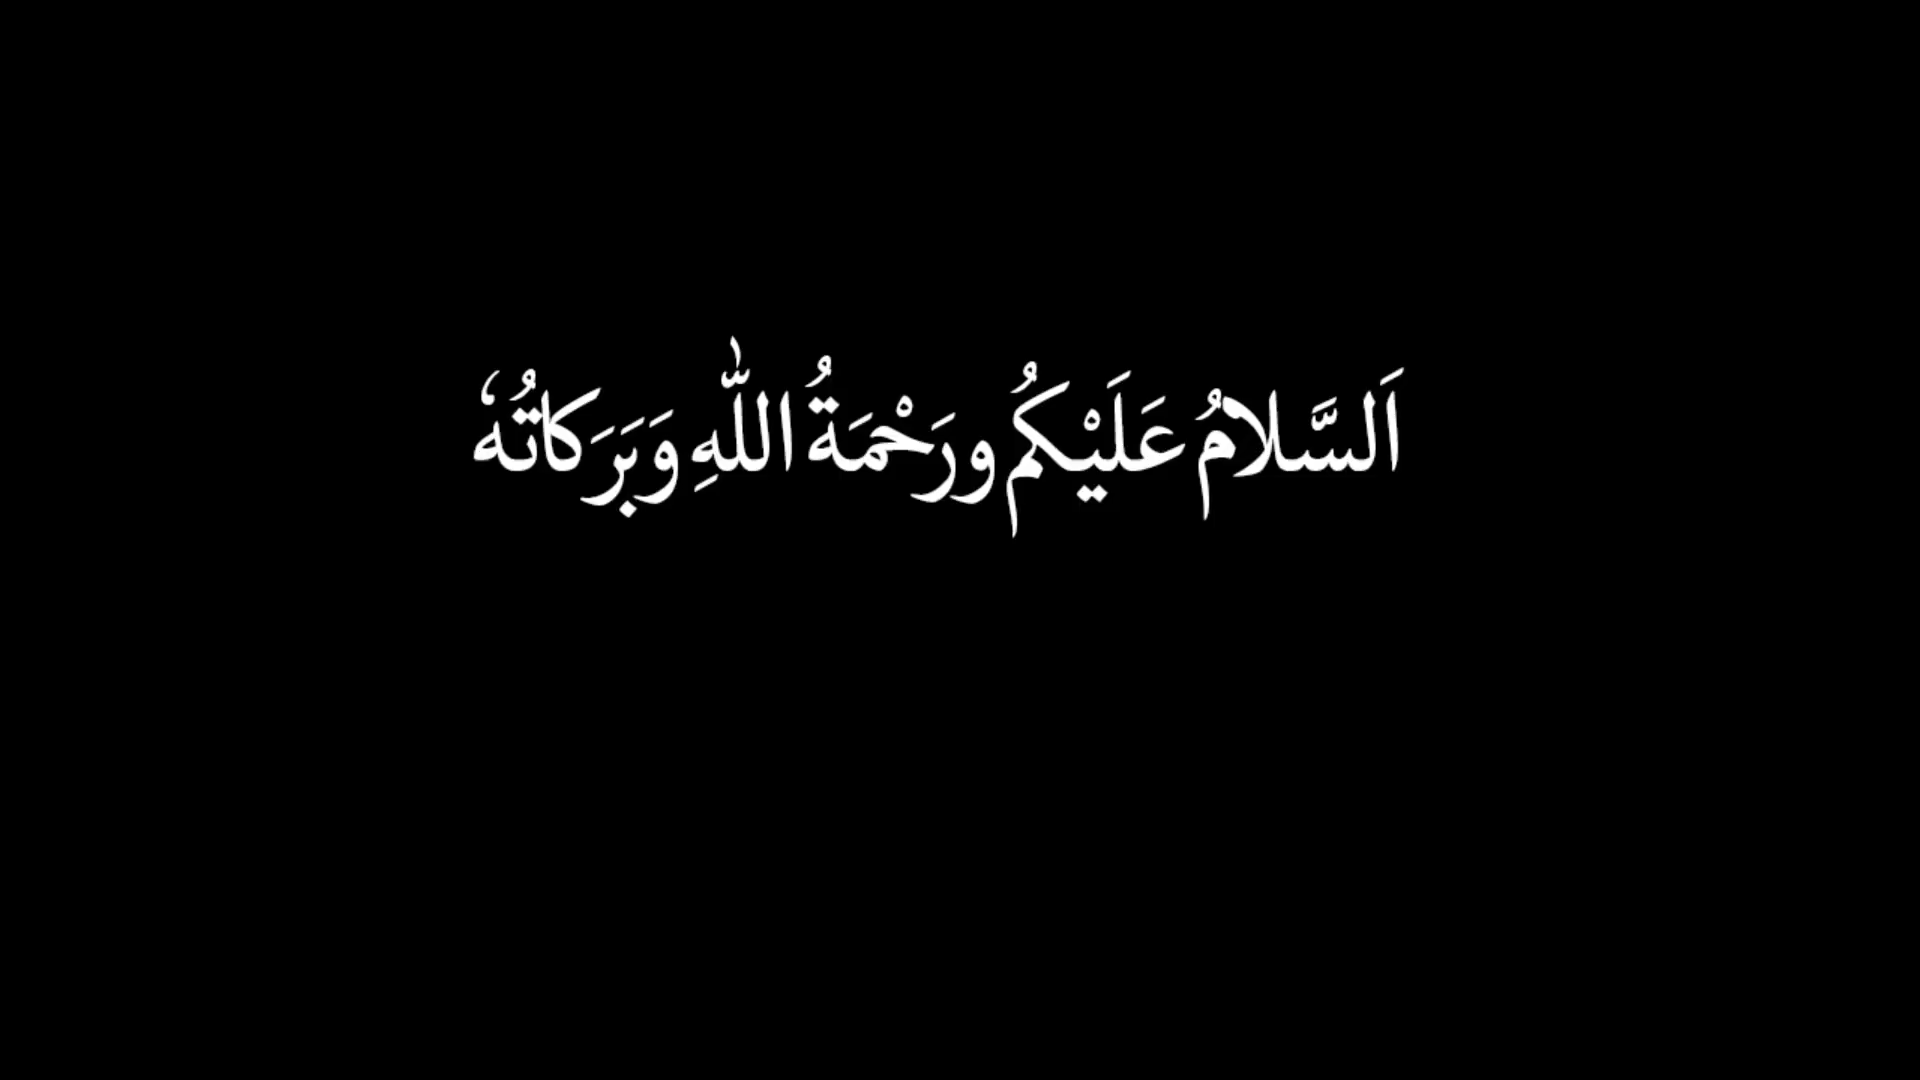 اَلسَّلامُ عَلَيْكُمُ ورَحْمَةُ اللّٰهِ وَبَرَكاتُهٗ